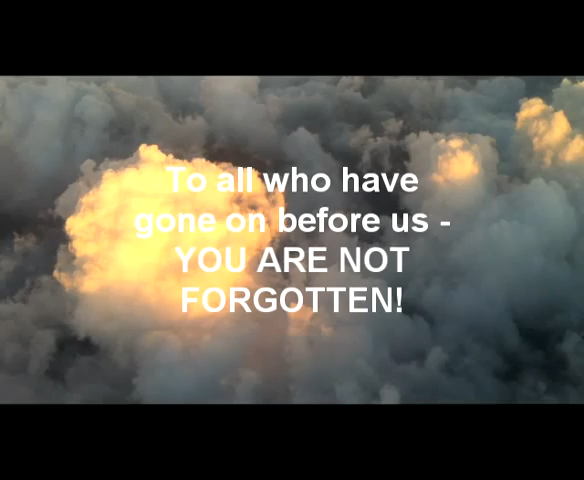 To all who have
gone on before us -
YOU ARE NOT
FORGOTTEN!